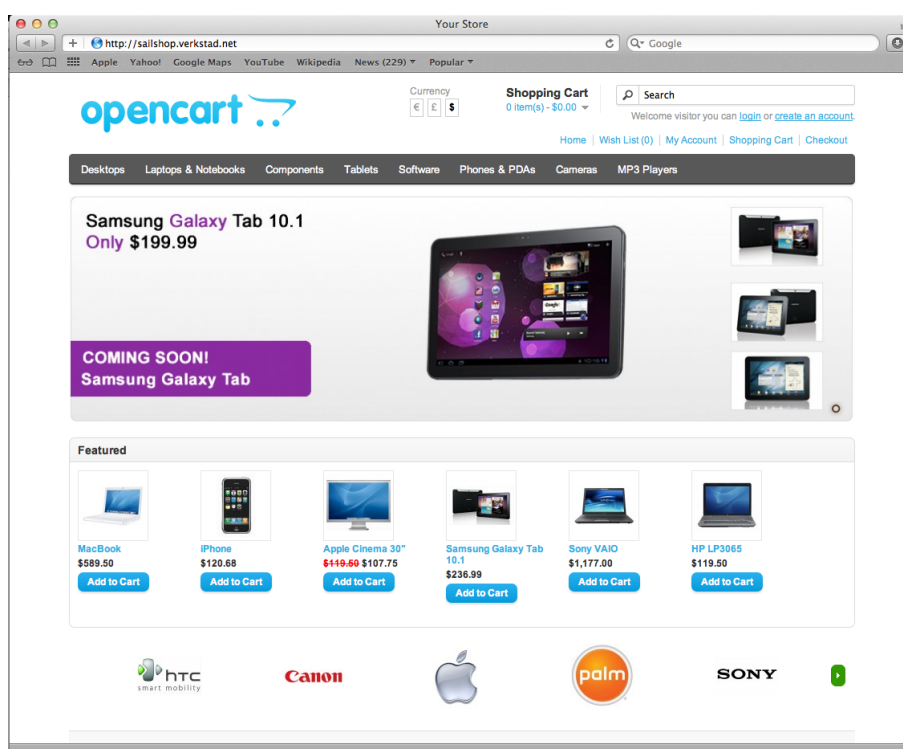 Your Store
http://sailshop.verkstad.net
Google
Apple Yahoo! Google Maps YouTube Wikipedia News (229) Popular
opencart
Currency
€ £ $
Shopping Cart
0 item(s) - $0.00
Search
Welcome visitor you can login or create an account.
Home Wish List (0) My Account Shopping Cart Checkout
Desktops Laptops & Notebooks Components Tablets Software Phones & PDAs Cameras MP3 Players
Samsung Galaxy Tab 10.1
Only $199.99
COMING SOON!
Samsung Galaxy Tab
Featured
MacBook
$589.50
Add to Cart
iPhone
$120.68
Add to Cart
Apple Cinema 30"
$119.50 $107.75
Add to Cart
Samsung Galaxy Tab
10.1
$236.99
Add to Cart
Sony VAIO
$1,177.00
Add to Cart
HP LP3065
$119.50
Add to Cart
hTC
smart mobility
Canon
palm
SONY